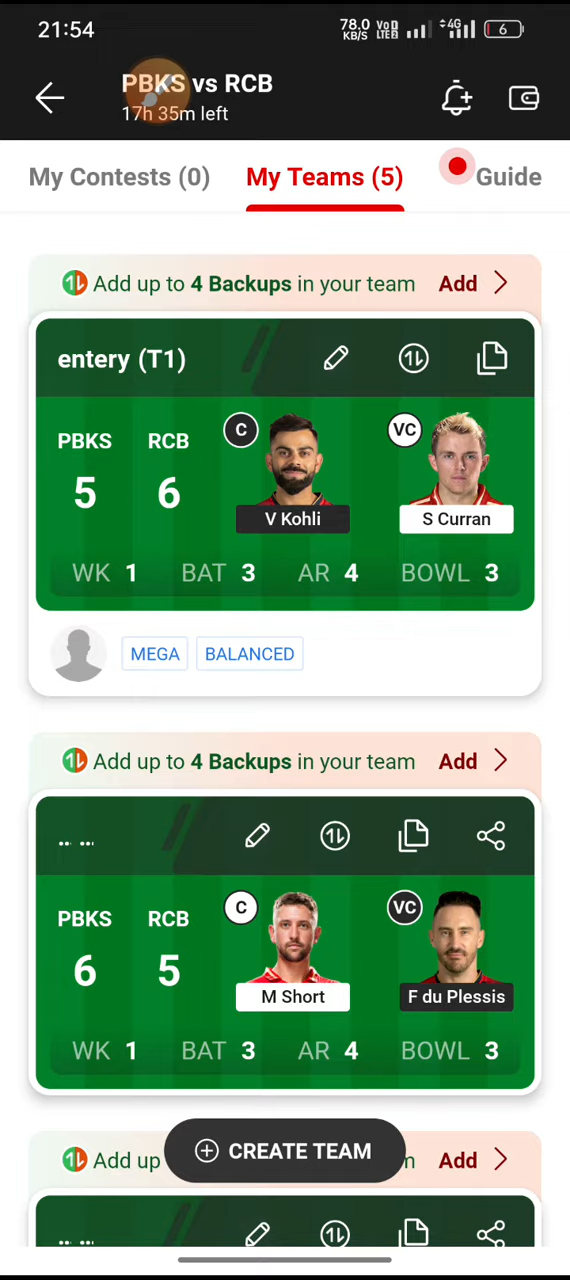 21:54 78.0 KB/S VoD LTE2 4G 6
PBKS vs RCB
17h 35m left
My Contests (0) My Teams (5) Guide
Add up to 4 Backups in your team Add
entery (T1)
PBKS RCB C VC
5 6
V Kohli S Curran
WK 1 BAT 3 AR 4 BOWL 3
MEGA BALANCED
Add up to 4 Backups in your team Add
.. ...
PBKS RCB C VC
6 5
M Short F du Plessis
WK 1 BAT 3 AR 4 BOWL 3
Add up m Add
CREATE TEAM
.. ...